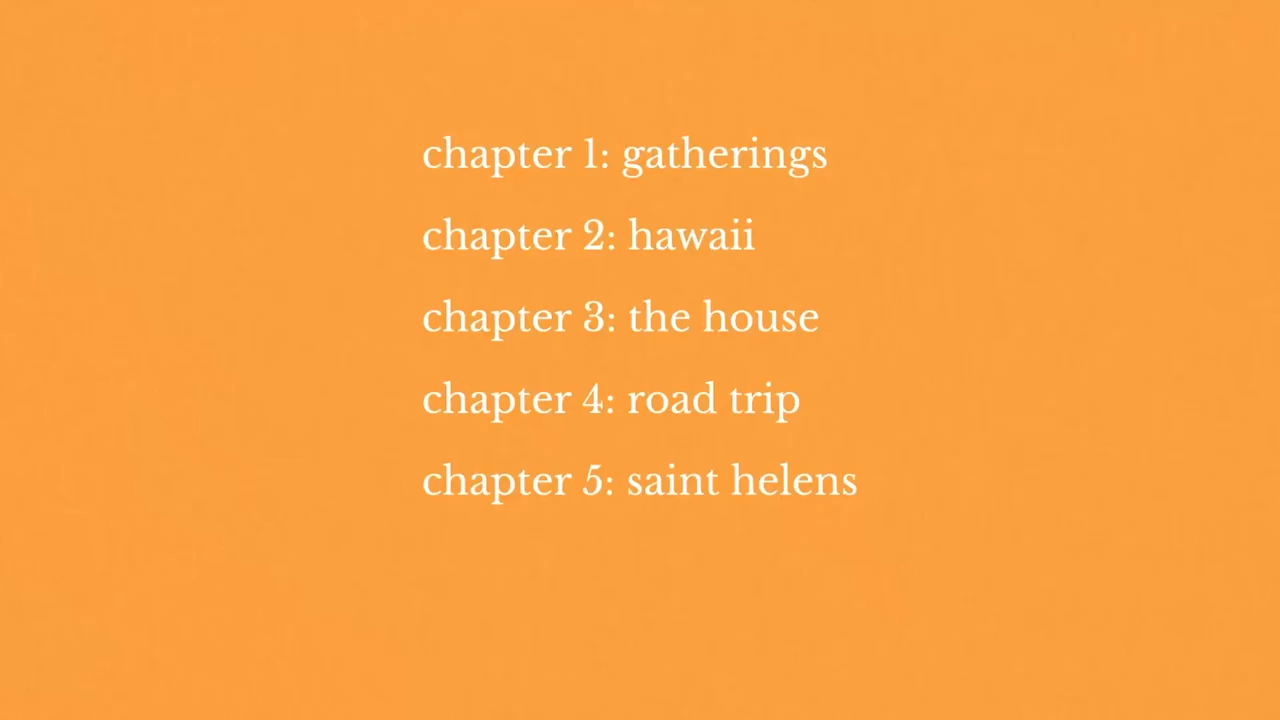 chapter 1: gatherings
chapter 2: hawaii
chapter 3: the house
chapter 4: road trip
chapter 5: saint helens